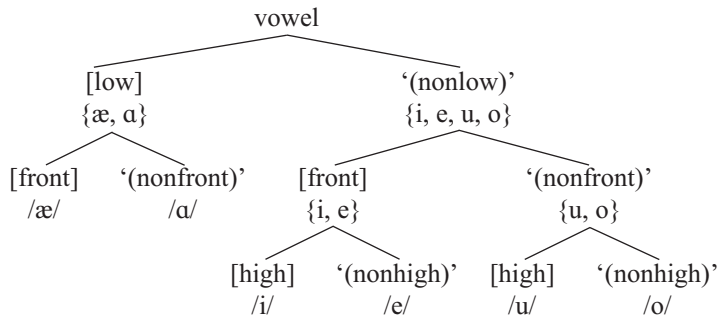 vowel
[low] ‘(nonlow)’
{æ, ɑ} {i, e, u, o}
[front] ‘(nonfront)’ [front] ‘(nonfront)’
/æ/ /ɑ/ {i, e} {u, o}
[high] ‘(nonhigh)’ [high] ‘(nonhigh)’
/i/ /e/ /u/ /o/